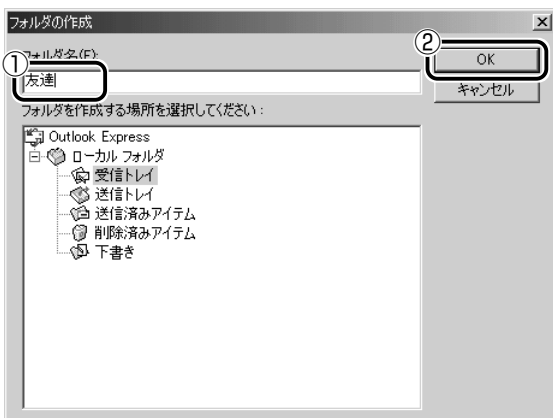 フォルダの作成
②
フォルダ名(F):
OK
①
友達
キャンセル
フォルダを作成する場所を選択してください:
Outlook Express
ローカル フォルダ
受信トレイ
送信トレイ
送信済みアイテム
削除済みアイテム
下書き